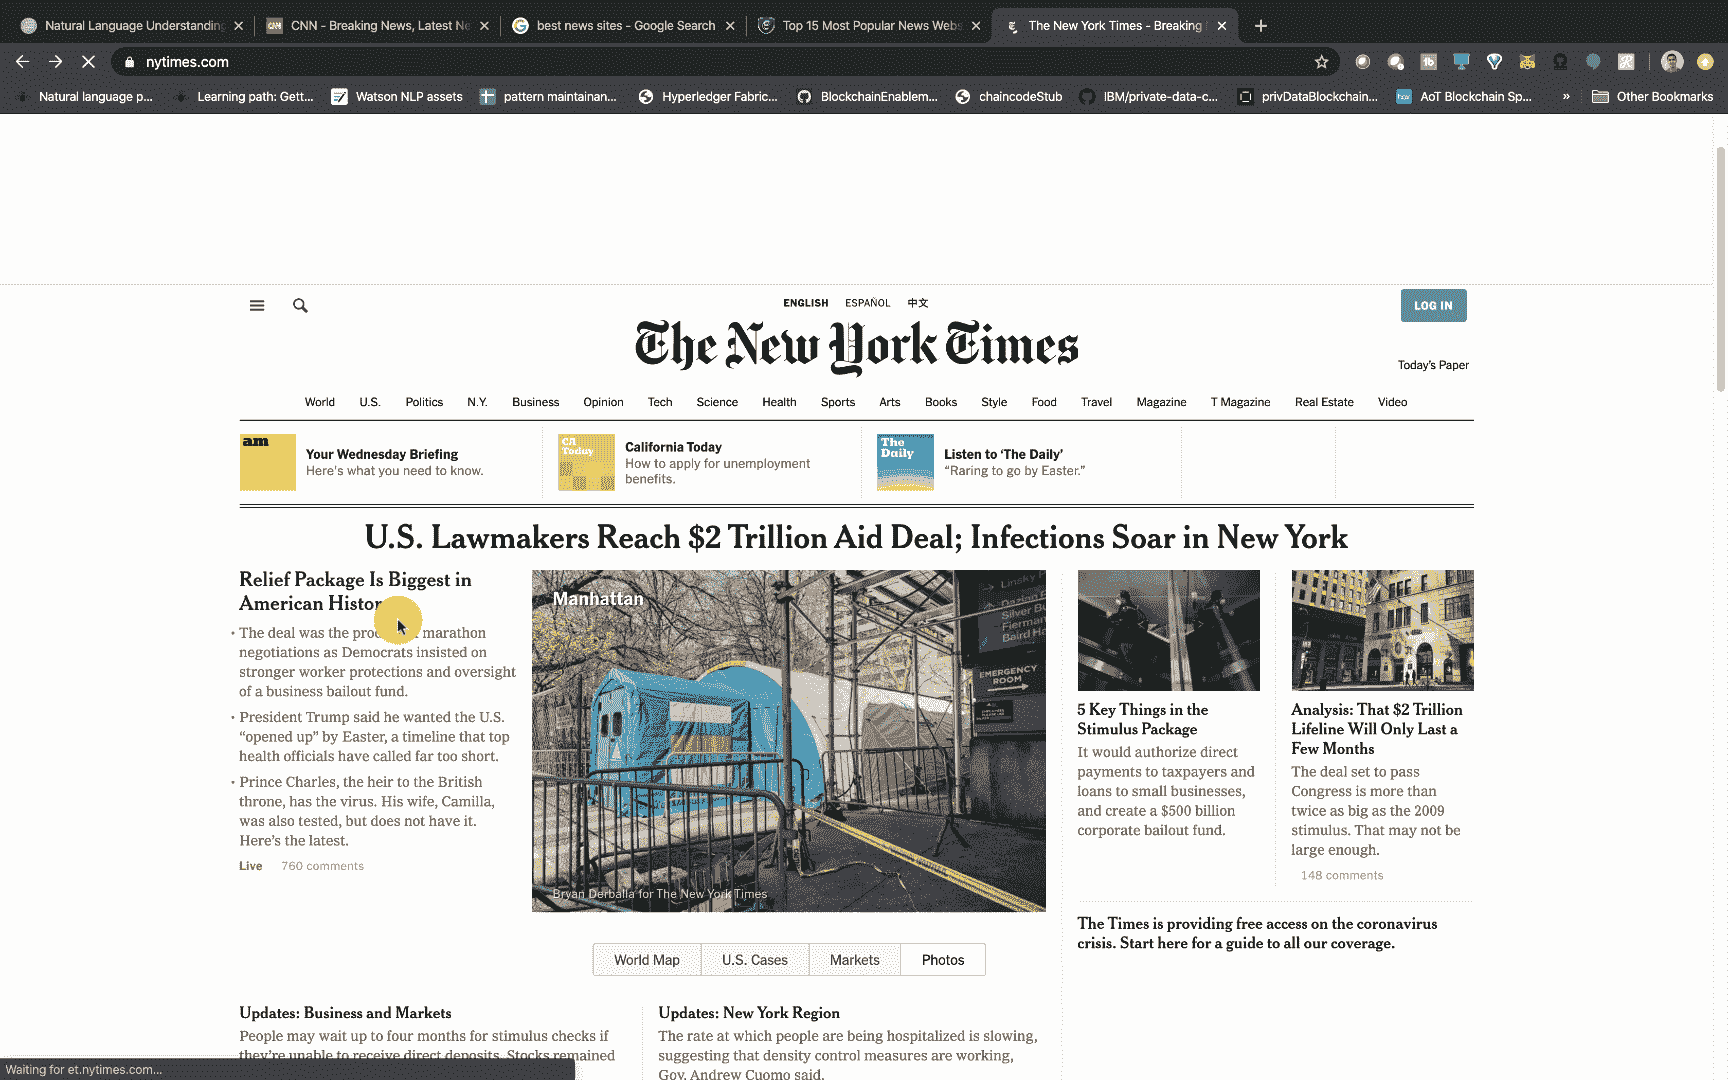 Natural Language Understanding
CNN - Breaking News, Latest Ne
best news sites - Google Search
Top 15 Most Popular News Webs
The New York Times - Breaking
nytimes.com
Natural language p...
Learning path: Gett...
Watson NLP assets
pattern maintainan...
Hyperledger Fabric...
BlockchainEnablem...
chaincodeStub
IBM/private-data-c...
privDataBlockchain...
AoT Blockchain Sp...
»
Other Bookmarks
ENGLISH ESPAÑOL 中文
LOG IN
The New York Times
Today's Paper
World U.S. Politics N.Y. Business Opinion Tech Science Health Sports Arts Books Style Food Travel Magazine T Magazine Real Estate Video
am
Your Wednesday Briefing
Here's what you need to know.
CA
Today
California Today
How to apply for unemployment
benefits.
The
Daily
Listen to ‘The Daily’
“Raring to go by Easter.”
U.S. Lawmakers Reach $2 Trillion Aid Deal; Infections Soar in New York
Relief Package Is Biggest in
American Histor
• The deal was the pro marathon
negotiations as Democrats insisted on
stronger worker protections and oversight
of a business bailout fund.
• President Trump said he wanted the U.S.
“opened up” by Easter, a timeline that top
health officials have called far too short.
• Prince Charles, the heir to the British
throne, has the virus. His wife, Camilla,
was also tested, but does not have it.
Here's the latest.
Live 760 comments
Manhattan
Linsky
Silver
Fierman
Baird
EMERGENCY
ROOM
Bryan Derballa for The New York Times
World Map U.S. Cases Markets Photos
5 Key Things in the
Stimulus Package
It would authorize direct
payments to taxpayers and
loans to small businesses,
and create a $500 billion
corporate bailout fund.
Analysis: That $2 Trillion
Lifeline Will Only Last a
Few Months
The deal set to pass
Congress is more than
twice as big as the 2009
stimulus. That may not be
large enough.
148 comments
The Times is providing free access on the coronavirus
crisis. Start here for a guide to all our coverage.
Updates: Business and Markets
People may wait up to four months for stimulus checks if
they're unable to receive direct deposits. Stocks remained
Updates: New York Region
The rate at which people are being hospitalized is slowing,
suggesting that density control measures are working,
Gov. Andrew Cuomo said.
Waiting for et.nytimes.com...